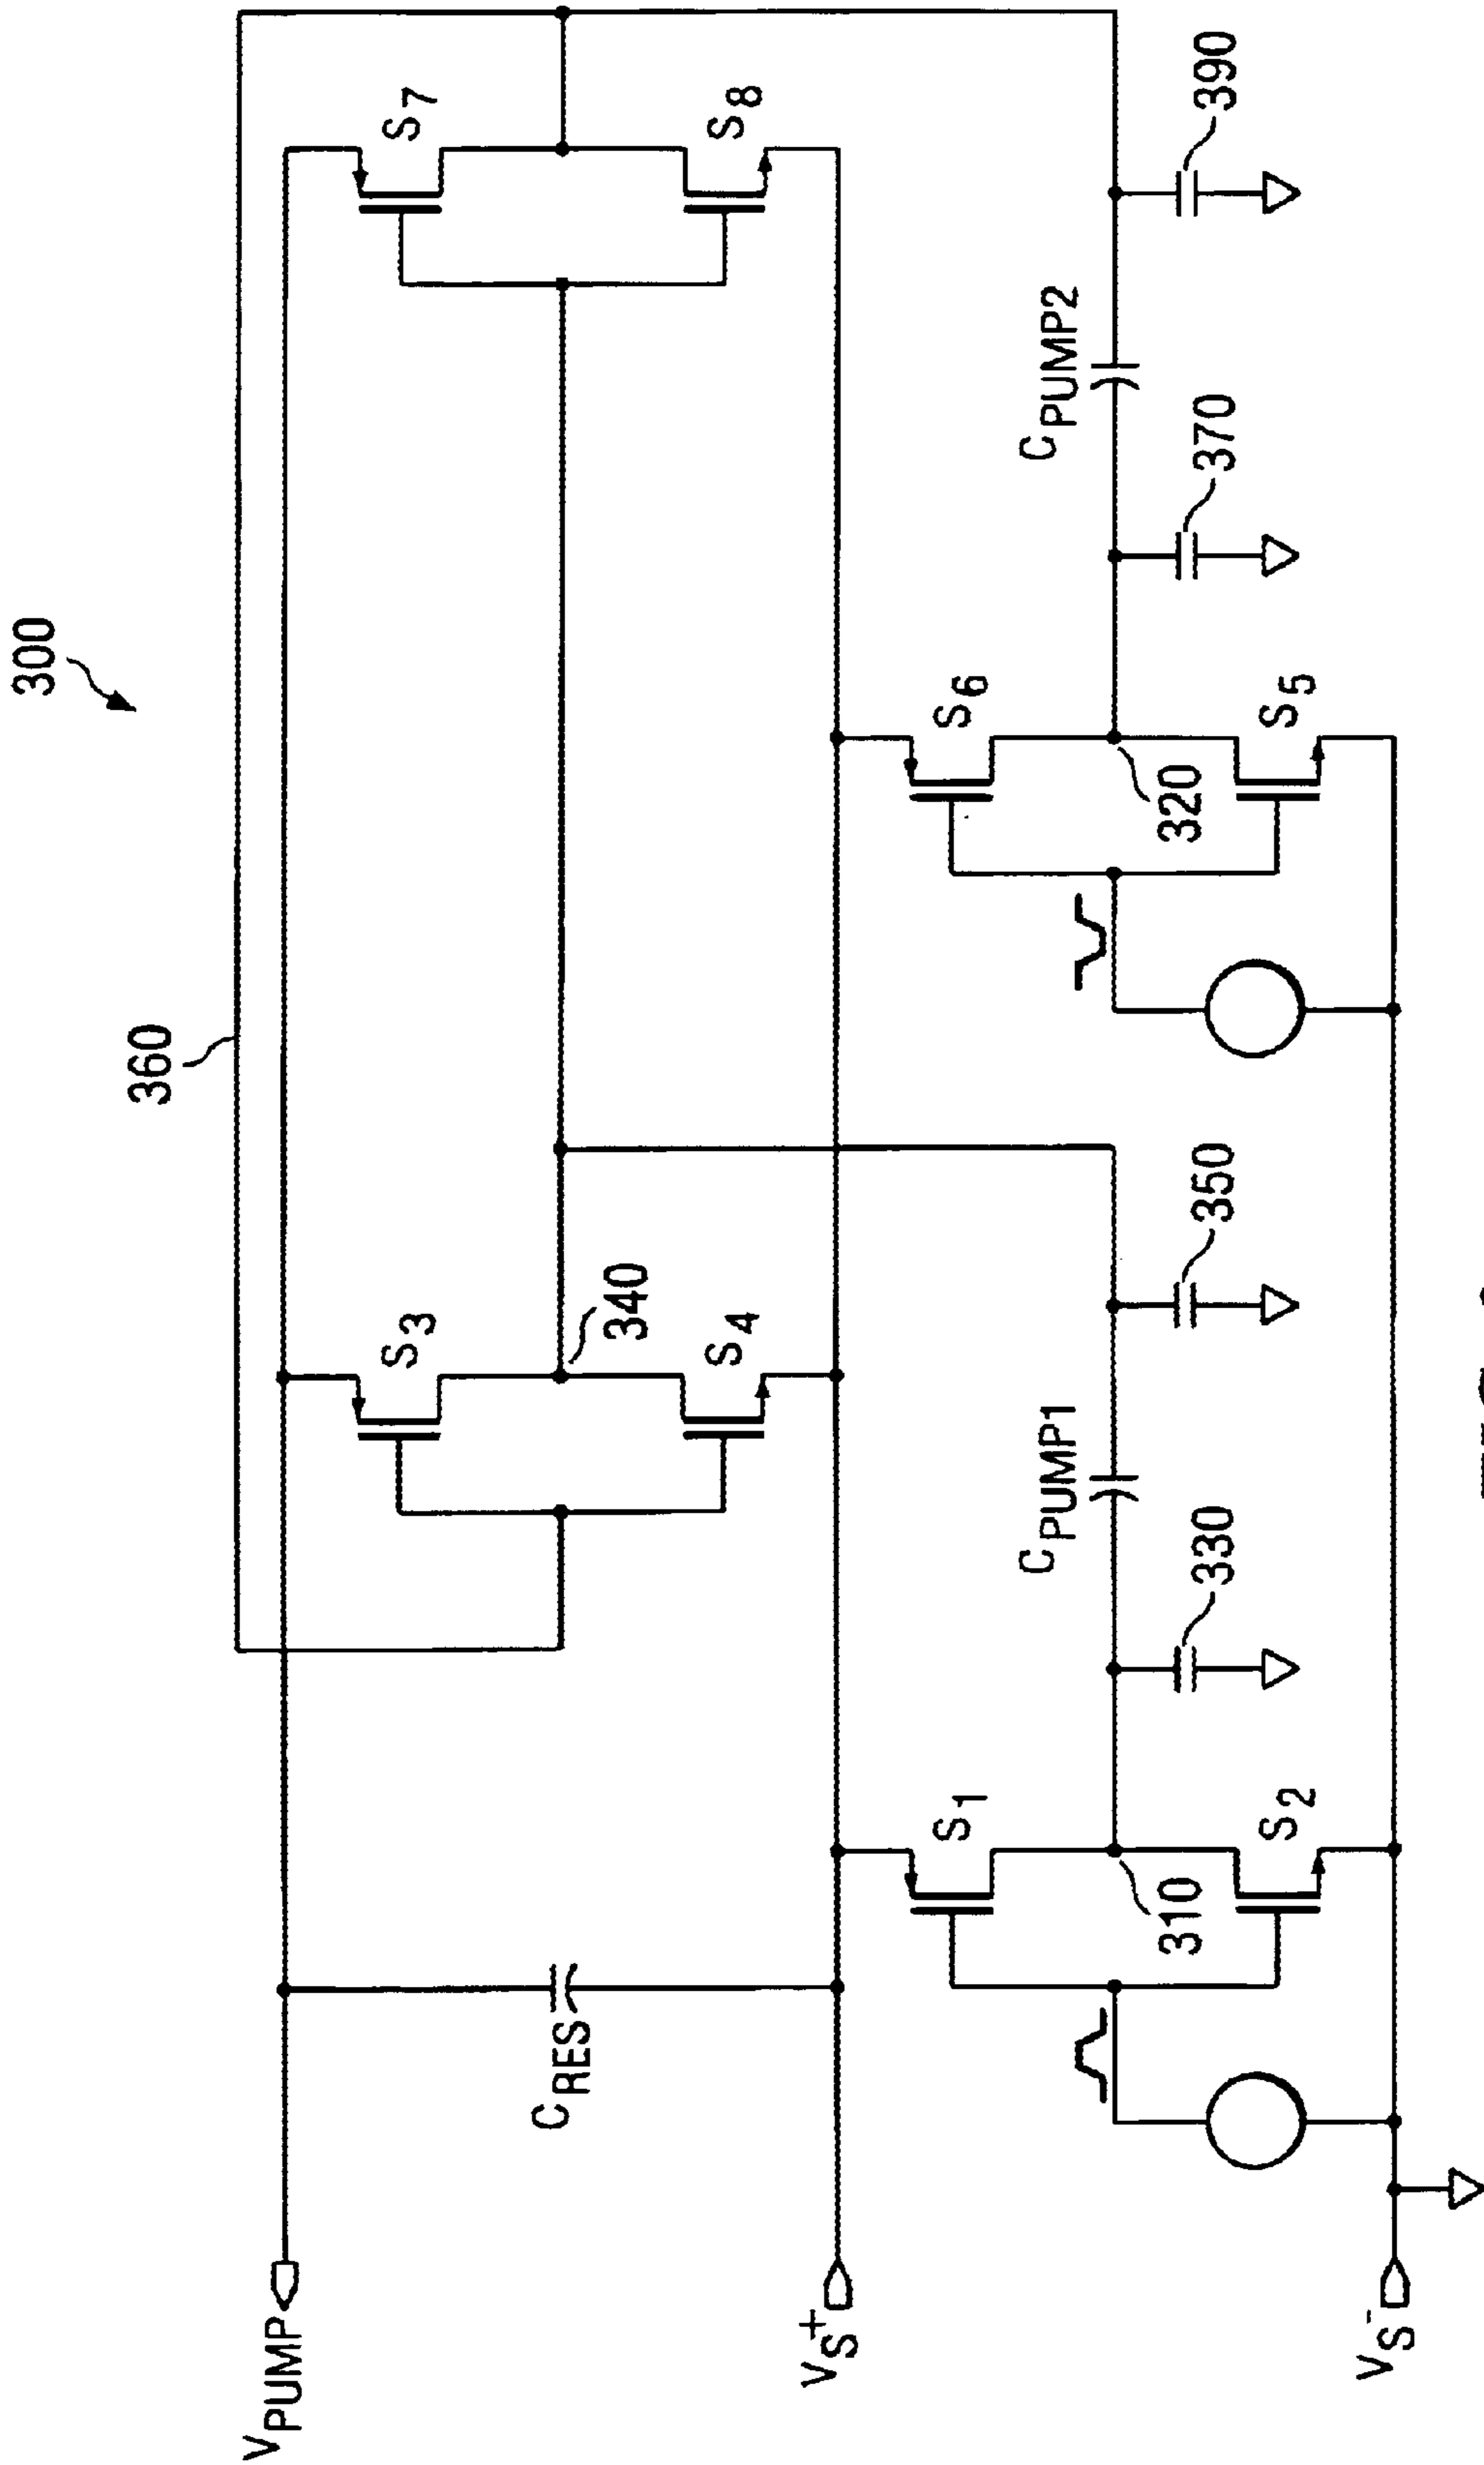 300
360
S7
S8
S3
340
S4
CRES
VPUMP
VS+
VS-
S1
310
S2
330
CPUMP1
350
S6
320
S5
370
CPUMP2
390